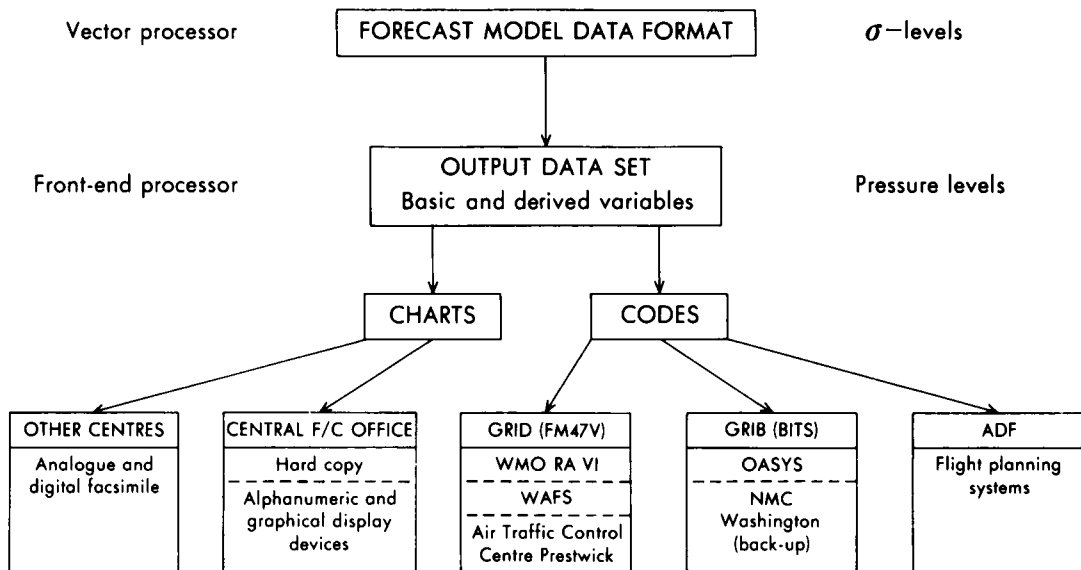 Vector processor
FORECAST MODEL DATA FORMAT
σ-levels
Front-end processor
OUTPUT DATA SET
Basic and derived variables
Pressure levels
CHARTS
CODES
OTHER CENTRES
Analogue and
digital facsimile
CENTRAL F/C OFFICE
Hard copy
Alphanumeric and
graphical display
devices
GRID (FM47V)
WMO RA VI
WAFS
Air Traffic Control
Centre Prestwick
GRIB (BITS)
OASYS
NMC
Washington
(back-up)
ADF
Flight planning
systems